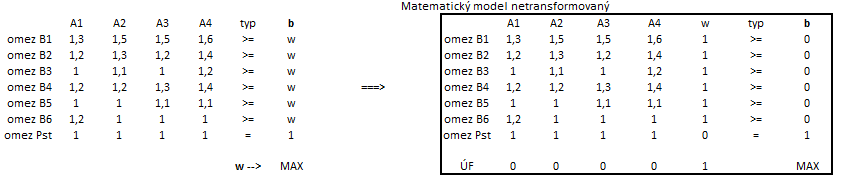 Matematický model netransformovaný
A1 A2 A3 A4 typ b A1 A2 A3 A4 w typ b
omez B1 1,3 1,5 1,5 1,6 >= w omez B1 1,3 1,5 1,5 1,6 1 >= 0
omez B2 1,2 1,3 1,2 1,4 >= w omez B2 1,2 1,3 1,2 1,4 1 >= 0
omez B3 1 1,1 1 1,2 >= w omez B3 1 1,1 1 1,2 1 >= 0
omez B4 1,2 1,2 1,3 1,4 >= w ===> omez B4 1,2 1,2 1,3 1,4 1 >= 0
omez B5 1 1 1,1 1,1 >= w omez B5 1 1 1,1 1,1 1 >= 0
omez B6 1,2 1 1 1 >= w omez B6 1,2 1 1 1 1 >= 0
omez Pst 1 1 1 1 = 1 omez Pst 1 1 1 1 0 = 1
w --> MAX ÚF 0 0 0 0 1 MAX